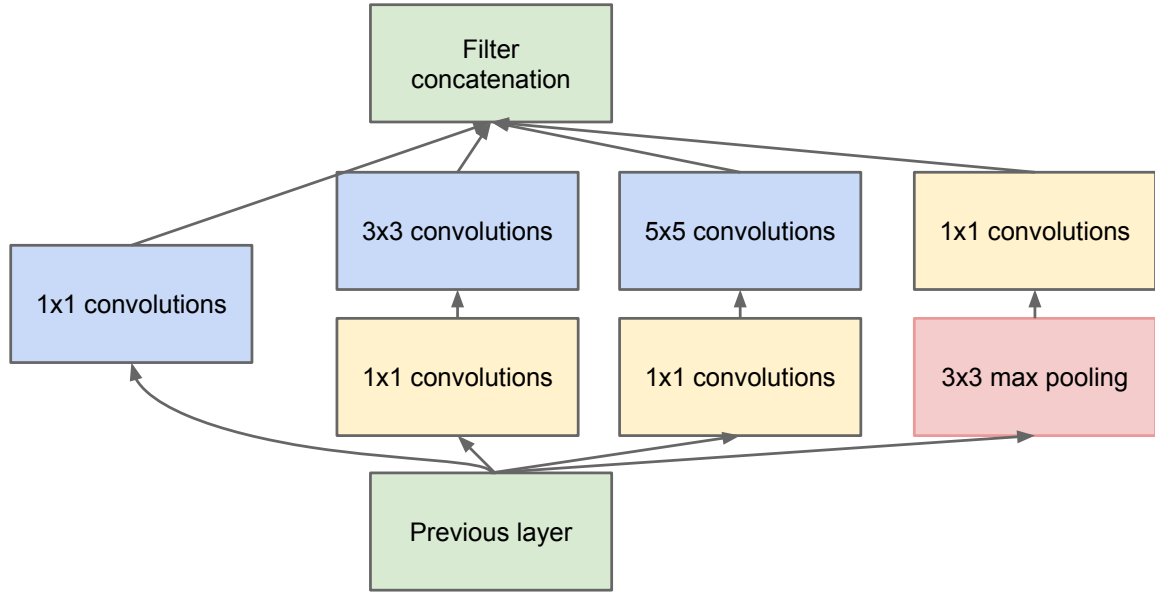 Filter
concatenation
3x3 convolutions
5x5 convolutions
1x1 convolutions
1x1 convolutions
1x1 convolutions
1x1 convolutions
3x3 max pooling
Previous layer